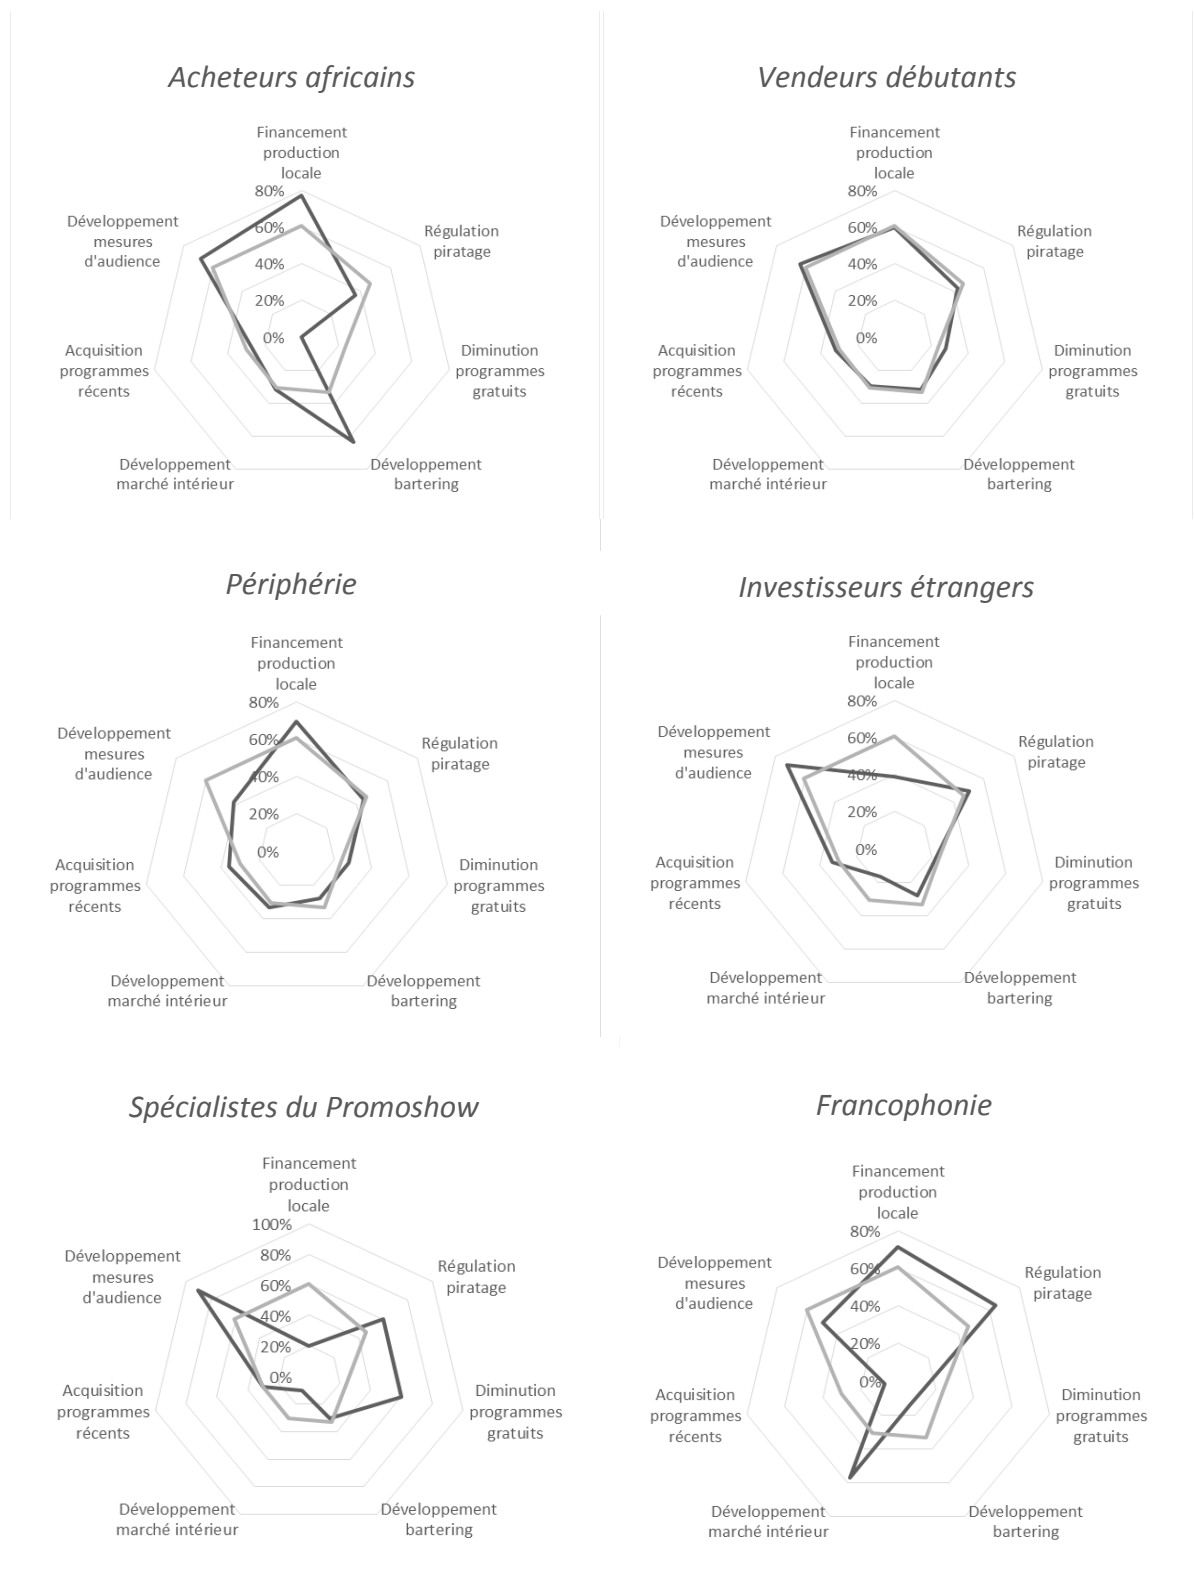 Acheteurs africains
Financement
production
locale
80%
60%
40%
20%
0%
Régulation
piratage
Diminution
programmes
gratuits
Développement
bartering
Développement
marché intérieur
Acquisition
programmes
récents
Développement
mesures
d'audience
Vendeurs débutants
Financement
production
locale
80%
60%
40%
20%
0%
Régulation
piratage
Diminution
programmes
gratuits
Développement
bartering
Développement
marché intérieur
Acquisition
programmes
récents
Développement
mesures
d'audience
Périphérie
Financement
production
locale
80%
60%
40%
20%
0%
Régulation
piratage
Diminution
programmes
gratuits
Développement
bartering
Développement
marché intérieur
Acquisition
programmes
récents
Développement
mesures
d'audience
Investisseurs étrangers
Financement
production
locale
80%
60%
40%
20%
0%
Régulation
piratage
Diminution
programmes
gratuits
Développement
bartering
Développement
marché intérieur
Acquisition
programmes
récents
Développement
mesures
d'audience
Spécialistes du Promoshow
Financement
production
locale
100%
80%
60%
40%
20%
0%
Régulation
piratage
Diminution
programmes
gratuits
Développement
bartering
Développement
marché intérieur
Acquisition
programmes
récents
Développement
mesures
d'audience
Francophonie
Financement
production
locale
80%
60%
40%
20%
0%
Régulation
piratage
Diminution
programmes
gratuits
Développement
bartering
Développement
marché intérieur
Acquisition
programmes
récents
Développement
mesures
d'audience